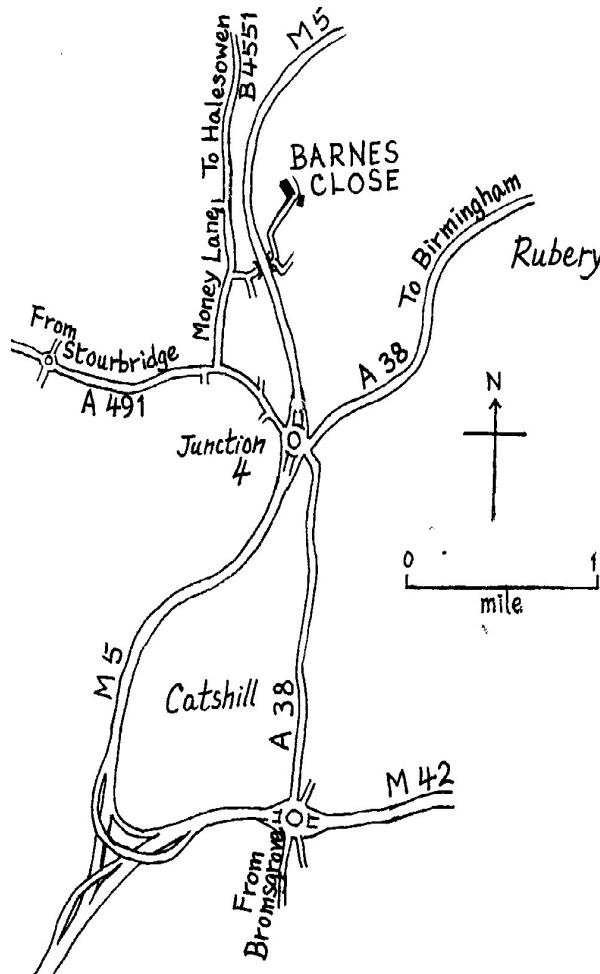 To Halesowen
B4551
M5
BARNES
CLOSE
To Birmingham
Rubery
Money Lane
From
Stourbridge
A 491
A 38
N
Junction
4
0 1
mile
M5
Catshill
A 38
M 42
From
Bromsgrove